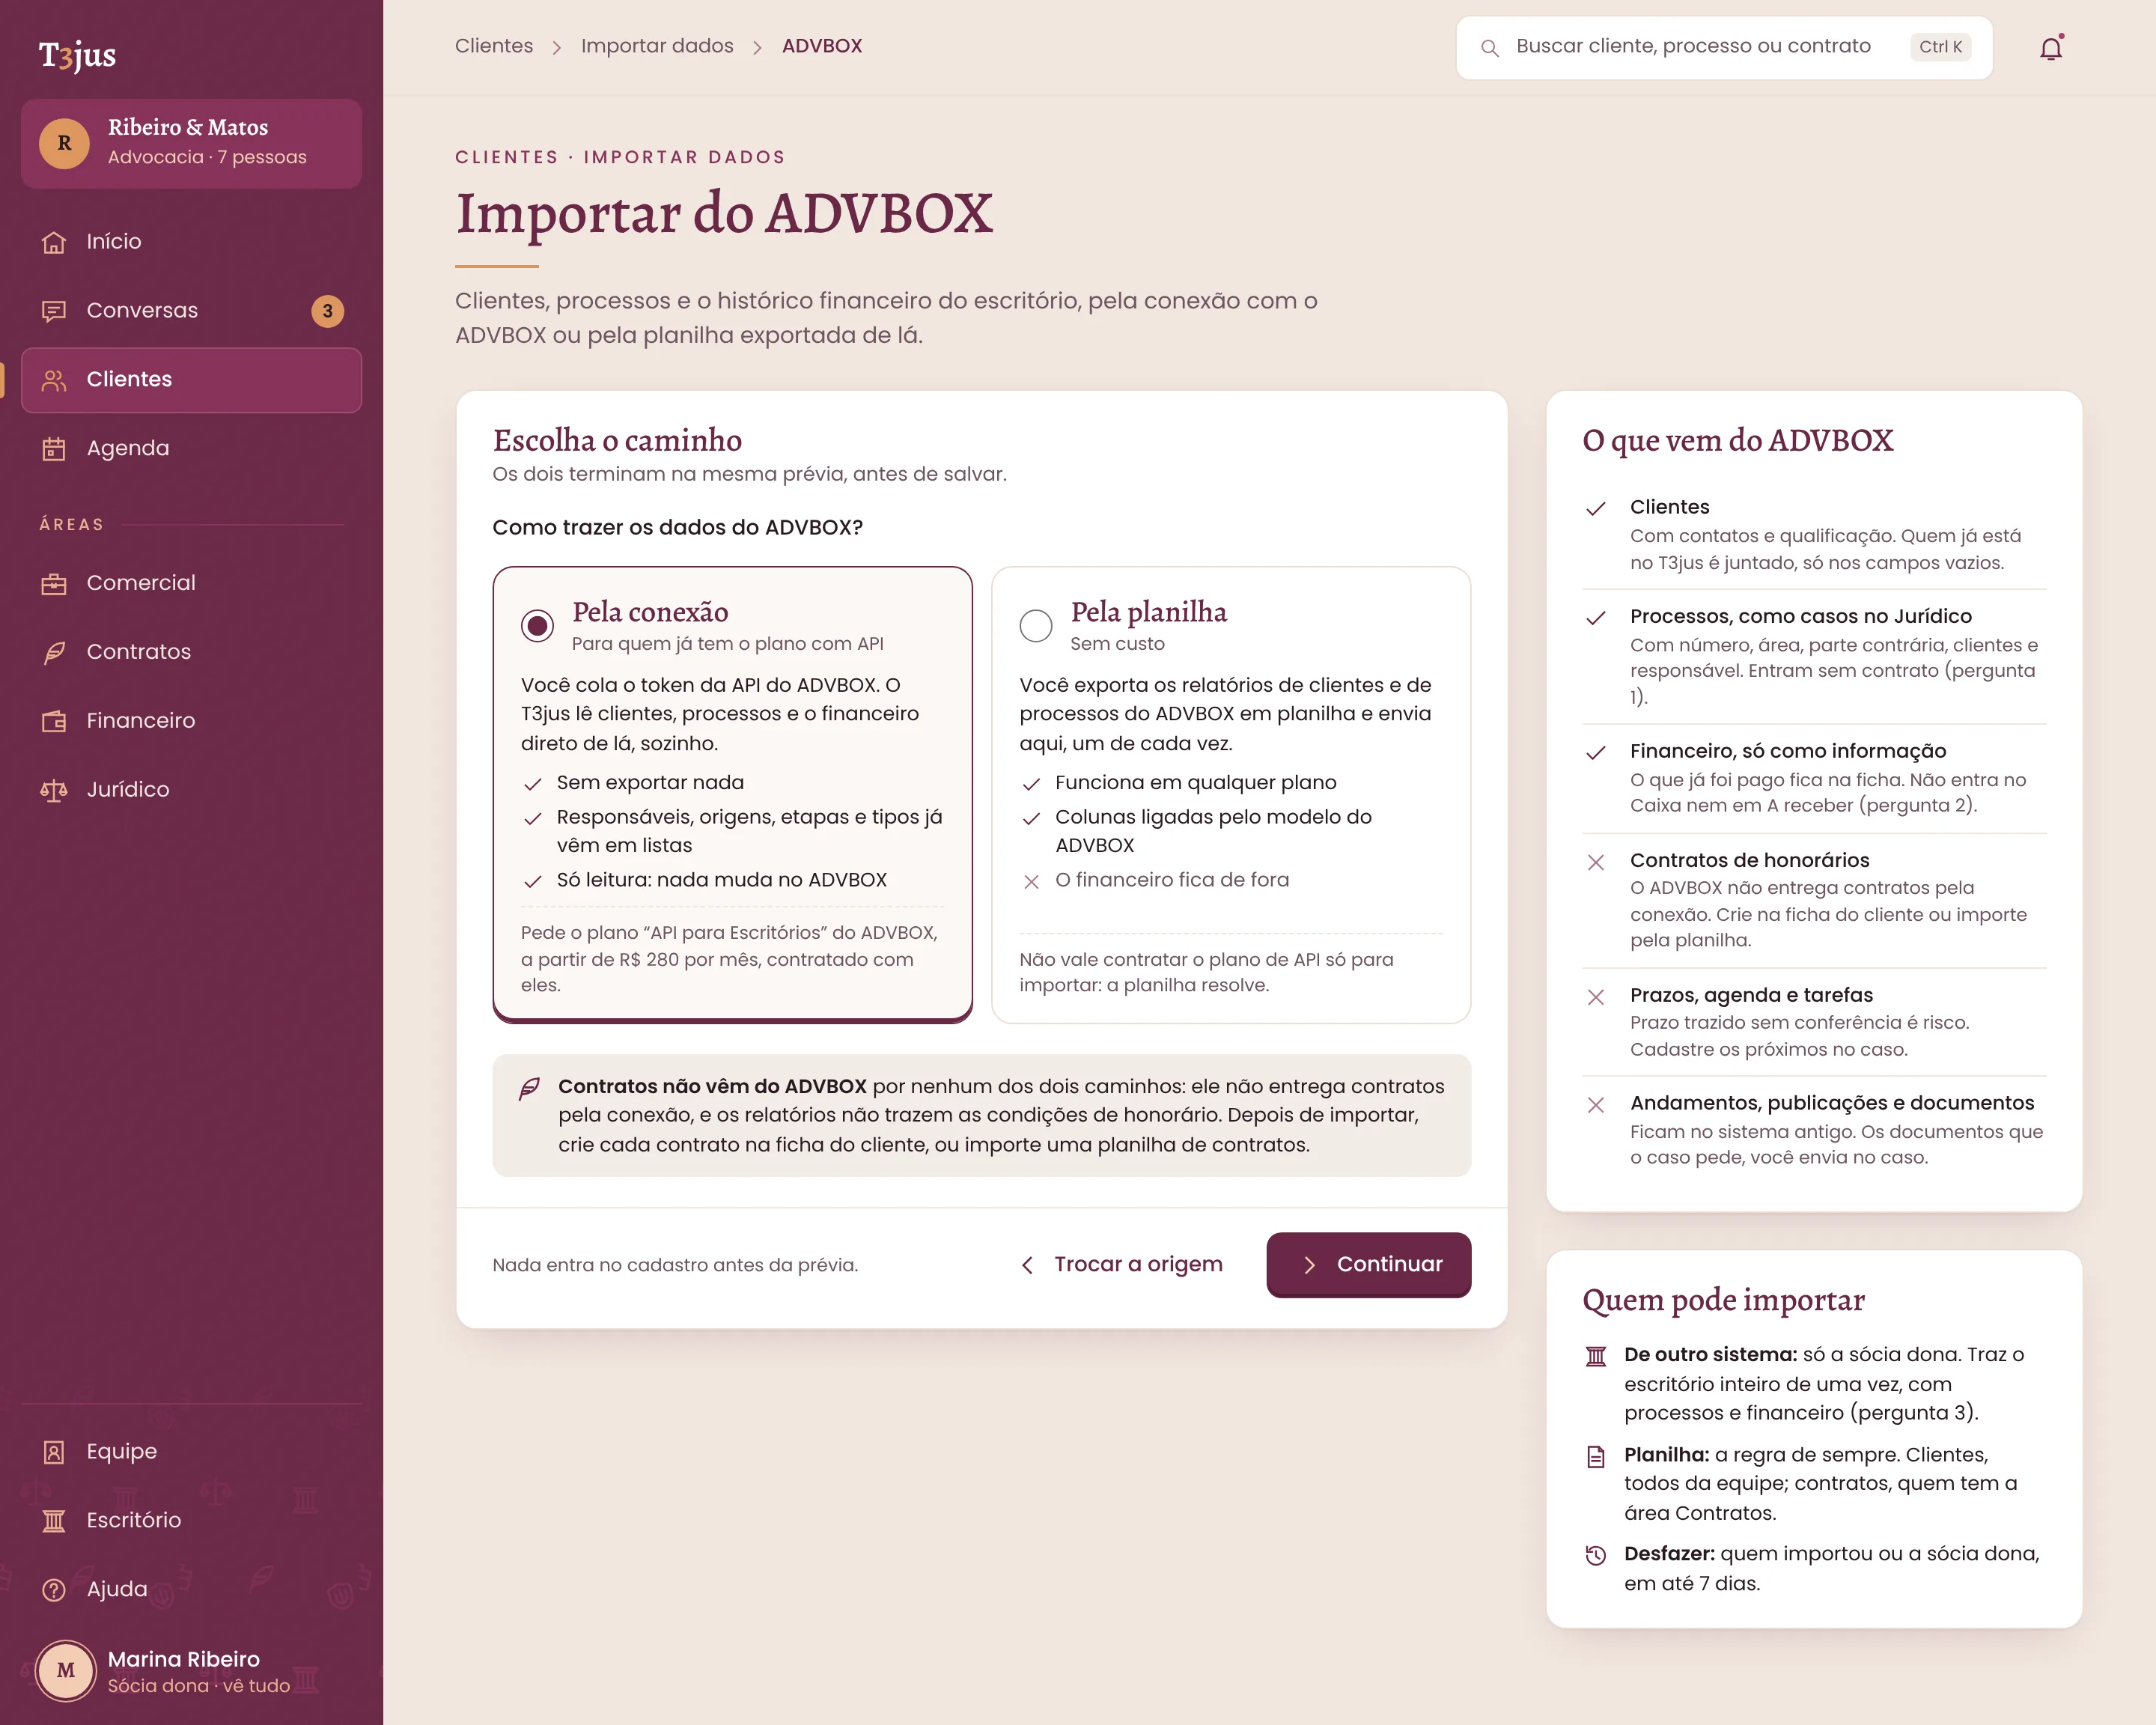 T3jus
R
Ribeiro & Matos
Advocacia · 7 pessoas
Início
Conversas
3
Clientes
Agenda
ÁREAS
Comercial
Contratos
Financeiro
Jurídico
Equipe
Escritório
Ajuda
M
Marina Ribeiro
Sócia dona · vê tudo
Clientes
Importar dados
ADVBOX
Buscar cliente, processo ou contrato
Ctrl K
CLIENTES · IMPORTAR DADOS
Importar do ADVBOX
Clientes, processos e o histórico financeiro do escritório, pela conexão com o
ADVBOX ou pela planilha exportada de lá.
Escolha o caminho
Os dois terminam na mesma prévia, antes de salvar.
Como trazer os dados do ADVBOX?
Pela conexão
Para quem já tem o plano com API
Você cola o token da API do ADVBOX. O
T3jus lê clientes, processos e o financeiro
direto de lá, sozinho.
Sem exportar nada
Responsáveis, origens, etapas e tipos já
vêm em listas
Só leitura: nada muda no ADVBOX
Pede o plano “API para Escritórios” do ADVBOX,
a partir de R$ 280 por mês, contratado com
eles.
Pela planilha
Sem custo
Você exporta os relatórios de clientes e de
processos do ADVBOX em planilha e envia
aqui, um de cada vez.
Funciona em qualquer plano
Colunas ligadas pelo modelo do
ADVBOX
O financeiro fica de fora
Não vale contratar o plano de API só para
importar: a planilha resolve.
Contratos não vêm do ADVBOX por nenhum dos dois caminhos: ele não entrega contratos
pela conexão, e os relatórios não trazem as condições de honorário. Depois de importar,
crie cada contrato na ficha do cliente, ou importe uma planilha de contratos.
Nada entra no cadastro antes da prévia.
Trocar a origem
Continuar
O que vem do ADVBOX
Clientes
Com contatos e qualificação. Quem já está
no T3jus é juntado, só nos campos vazios.
Processos, como casos no Jurídico
Com número, área, parte contrária, clientes e
responsável. Entram sem contrato (pergunta
1).
Financeiro, só como informação
O que já foi pago fica na ficha. Não entra no
Caixa nem em A receber (pergunta 2).
Contratos de honorários
O ADVBOX não entrega contratos pela
conexão. Crie na ficha do cliente ou importe
pela planilha.
Prazos, agenda e tarefas
Prazo trazido sem conferência é risco.
Cadastre os próximos no caso.
Andamentos, publicações e documentos
Ficam no sistema antigo. Os documentos que
o caso pede, você envia no caso.
Quem pode importar
De outro sistema: só a sócia dona. Traz o
escritório inteiro de uma vez, com
processos e financeiro (pergunta 3).
Planilha: a regra de sempre. Clientes,
todos da equipe; contratos, quem tem a
área Contratos.
Desfazer: quem importou ou a sócia dona,
em até 7 dias.